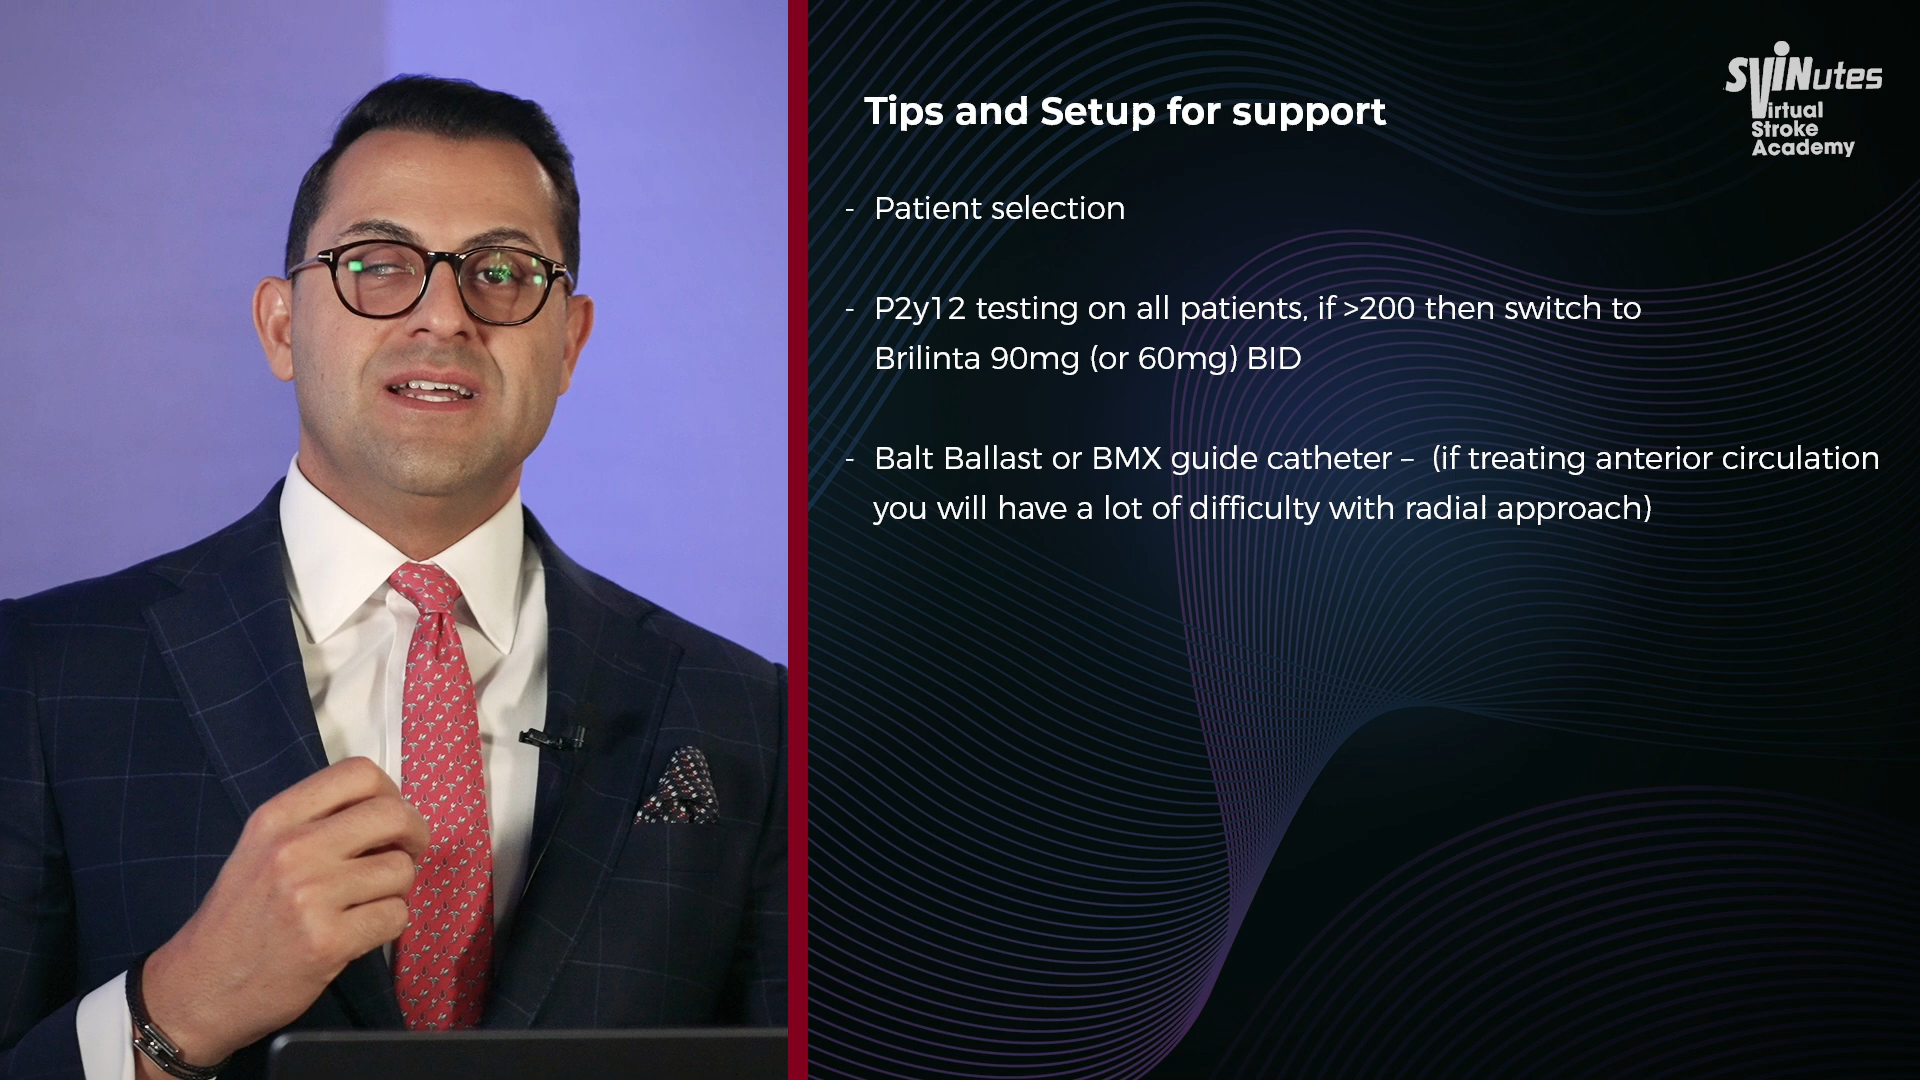 SVINutes
Virtual
Stroke
Academy
Tips and Setup for support
- Patient selection
- P2y12 testing on all patients, if >200 then switch to
Brilinta 90mg (or 60mg) BID
- Balt Ballast or BMX guide catheter – (if treating anterior circulation
you will have a lot of difficulty with radial approach)